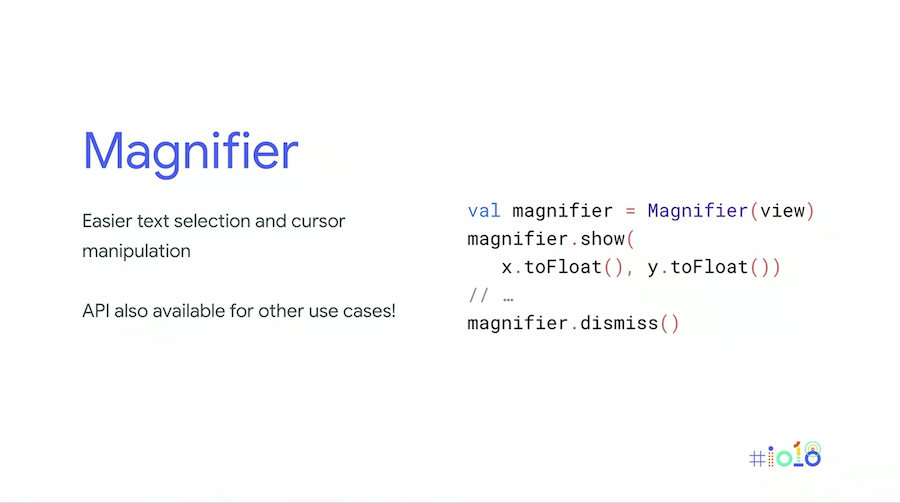 Magnifier
Easier text selection and cursor
manipulation
API also available for other use cases!
val magnifier = Magnifier(view)
magnifier.show(
   x.toFloat(), y.toFloat())
// …
magnifier.dismiss()
#io18